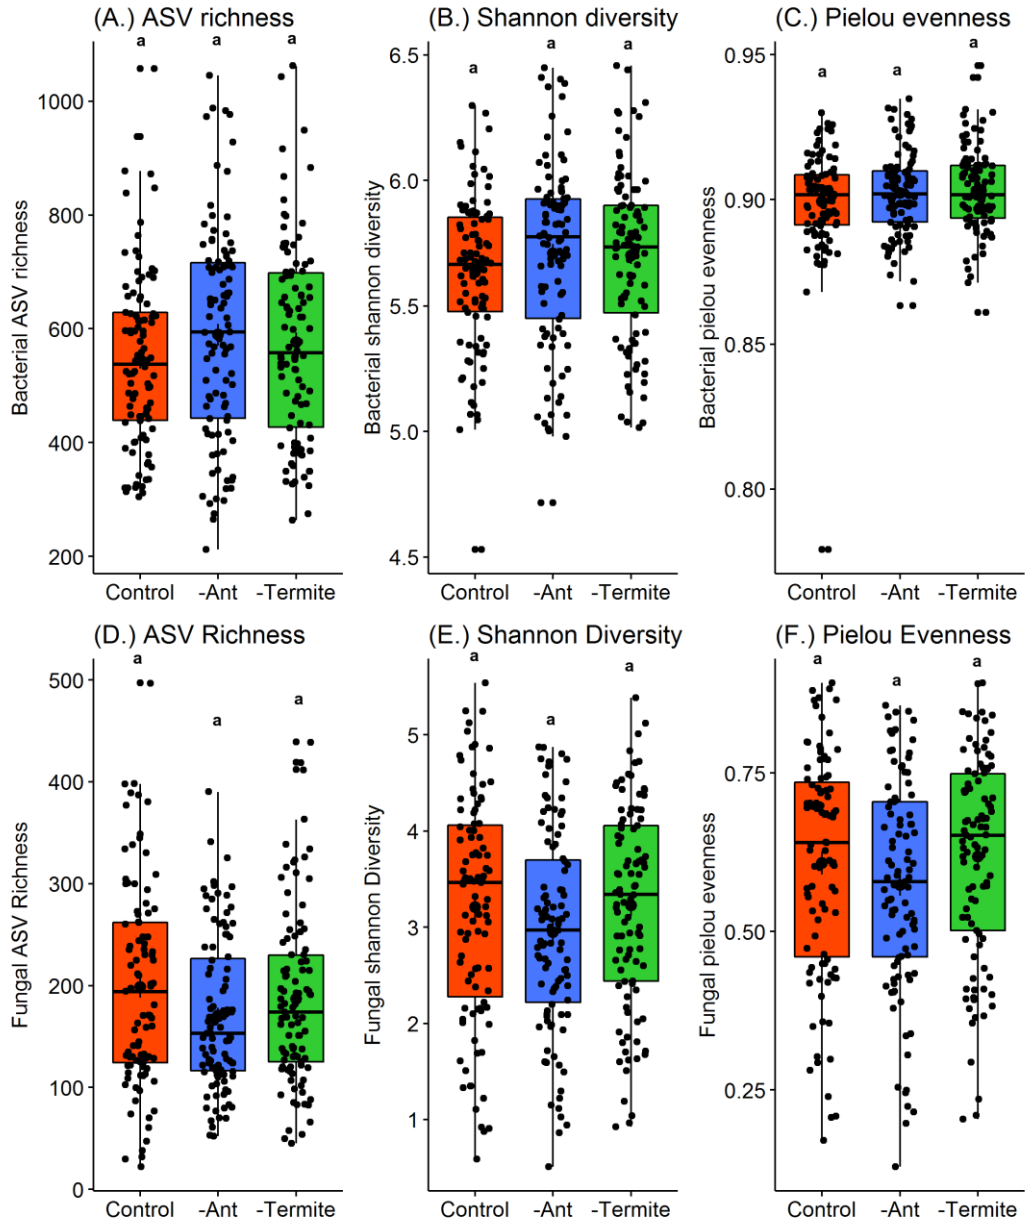 (A.) ASV richness
a
a
a
Bacterial ASV richness
1000
800
600
400
200
Control
-Ant
-Termite
(B.) Shannon diversity
a
a
a
Bacterial shannon diversity
6.5
6.0
5.5
5.0
4.5
Control
-Ant
-Termite
(C.) Pielou evenness
a
a
a
Bacterial pielou evenness
0.95
0.90
0.85
0.80
Control
-Ant
-Termite
(D.) ASV Richness
a
a
a
Fungal ASV Richness
500
400
300
200
100
0
Control
-Ant
-Termite
(E.) Shannon Diversity
a
a
a
Fungal shannon Diversity
5
4
3
2
1
Control
-Ant
-Termite
(F.) Pielou Evenness
a
a
a
Fungal pielou evenness
0.75
0.50
0.25
Control
-Ant
-Termite